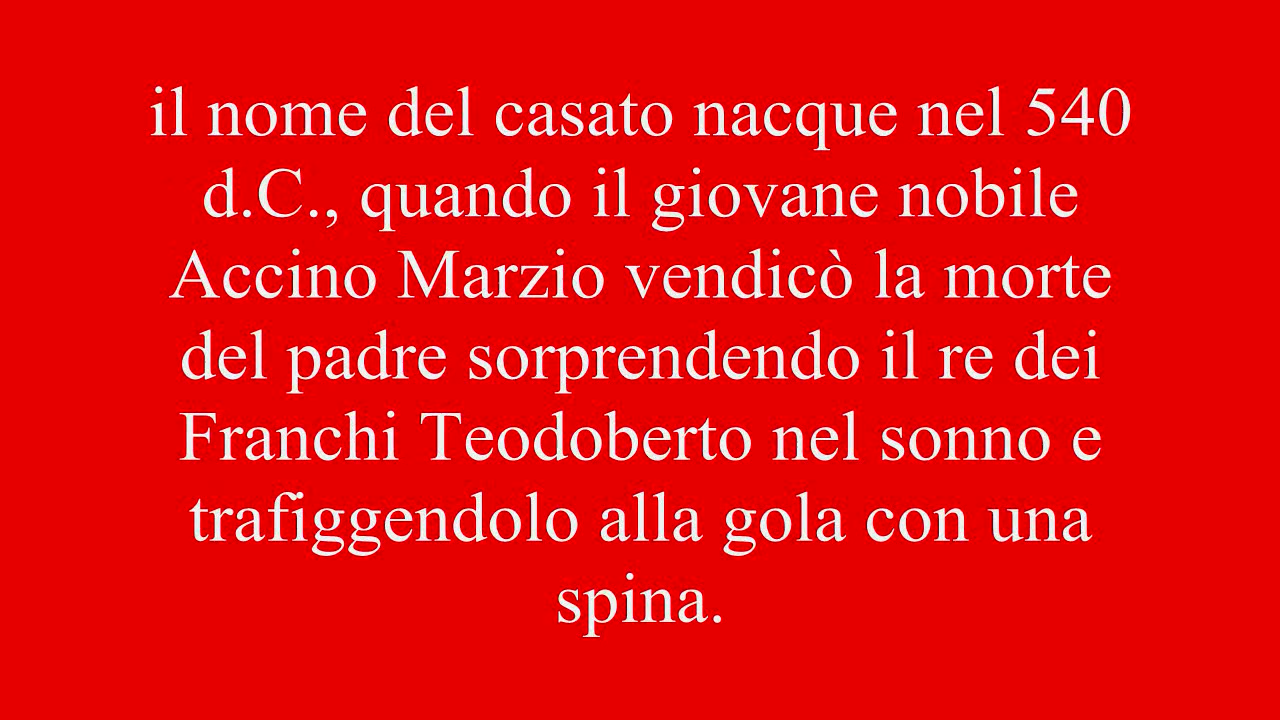 il nome del casato nacque nel 540
d.C., quando il giovane nobile
Accino Marzio vendicò la morte
del padre sorprendendo il re dei
Franchi Teodoberto nel sonno e
trafiggendolo alla gola con una
spina.